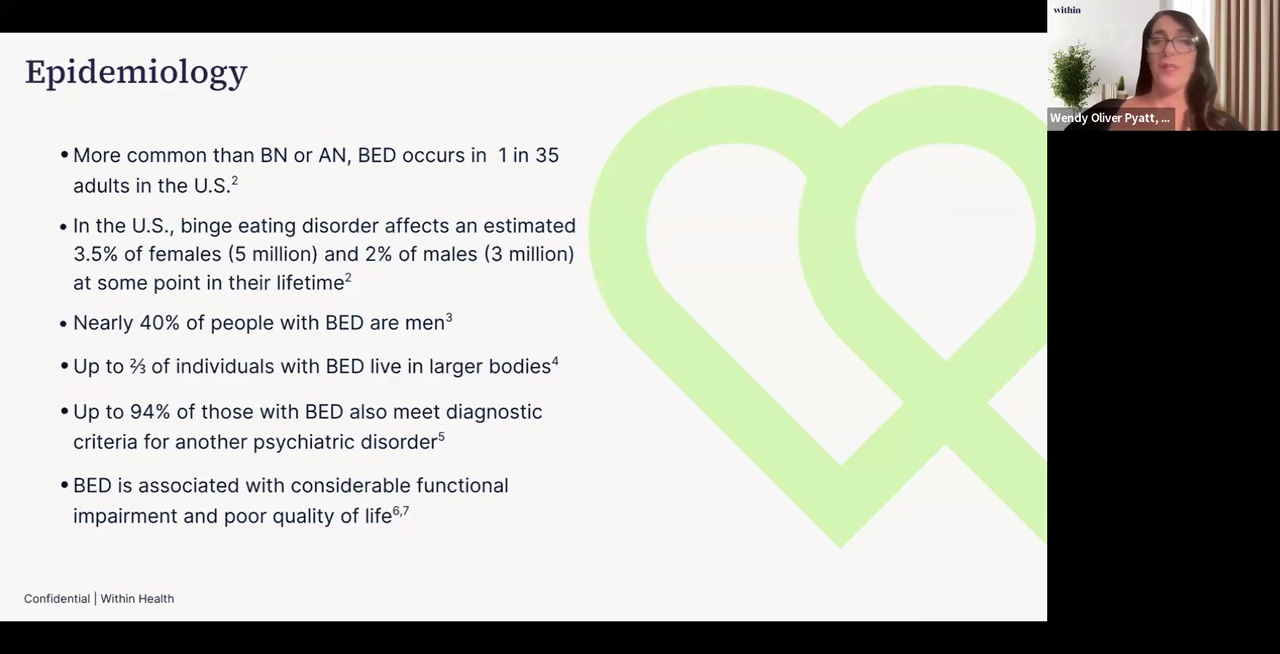 Epidemiology
• More common than BN or AN, BED occurs in 1 in 35
adults in the U.S.2
• In the U.S., binge eating disorder affects an estimated
3.5% of females (5 million) and 2% of males (3 million)
at some point in their lifetime2
• Nearly 40% of people with BED are men3
• Up to ⅔ of individuals with BED live in larger bodies4
• Up to 94% of those with BED also meet diagnostic
criteria for another psychiatric disorder5
• BED is associated with considerable functional
impairment and poor quality of life6,7
Confidential | Within Health
within
Wendy Oliver Pyatt, ...